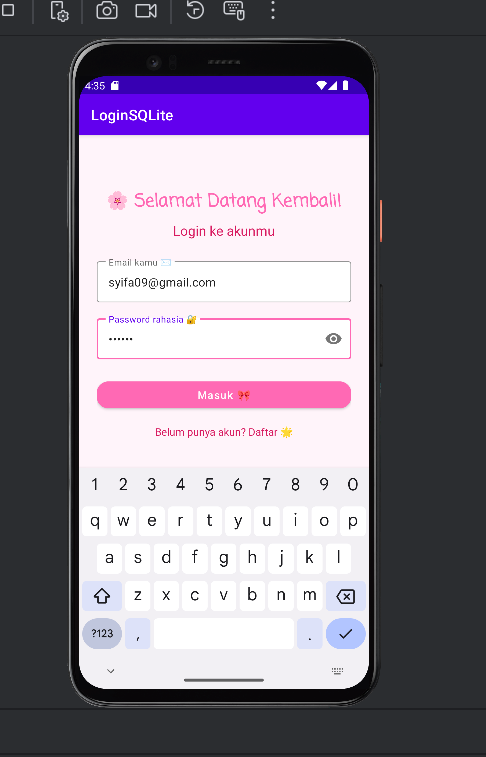 4:35
LoginSQLite
🌸 Selamat Datang Kembali!
Login ke akunmu
Email kamu ✉️
syifa09@gmail.com
Password rahasia 🔐
••••••
Masuk 🎀
Belum punya akun? Daftar 🌟
1 2 3 4 5 6 7 8 9 0
q w e r t y u i o p
a s d f g h j k l
z x c v b n m
?123 , .